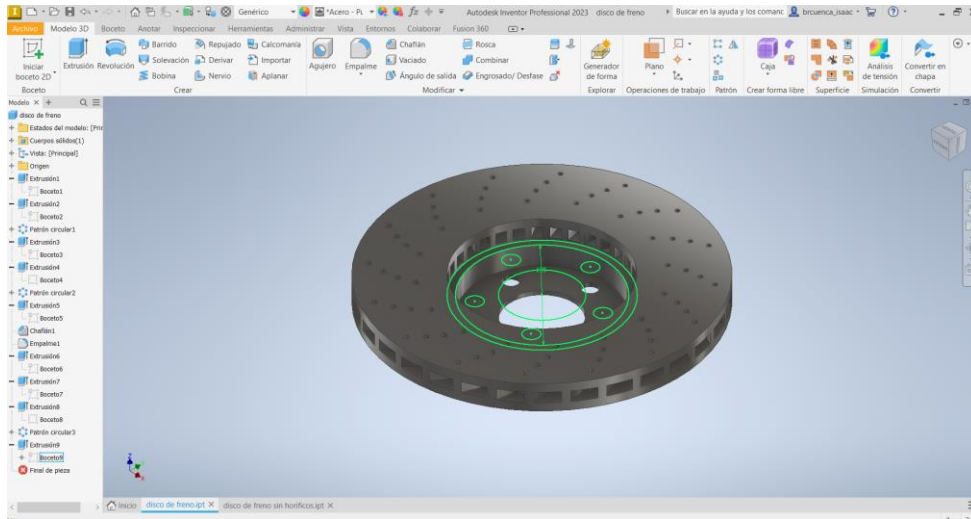 Genérico
*Acero - Pu
Autodesk Inventor Professional 2023 disco de freno
Buscar en la ayuda y los comanc
brcuenca_isaac
Archivo Modelo 3D Boceto Anotar Inspeccionar Herramientas Administrar Vista Entornos Colaborar Fusion 360
Iniciar boceto 2D
Extrusión Revolución
Barrido Repujado Calcomanía
Solevación Derivar Importar
Bobina Nervio Aplanar
Agujero Empalme
Chaflán Rosca
Vaciado Combinar
Ángulo de salida Engrosado/ Desfase
Generador de forma
Plano
Caja
Análisis de tensión
Convertir en chapa
Boceto Crear Modificar Explorar Operaciones de trabajo Patrón Crear forma libre Superficie Simulación Convertir
Modelo
disco de freno
Estados del modelo: [Prin
Cuerpos sólidos(1)
Vista: [Principal]
Origen
Extrusión1
Boceto1
Extrusión2
Boceto2
Patrón circular1
Extrusión3
Boceto3
Extrusión4
Boceto4
Patrón circular2
Extrusión5
Boceto5
Chaflán1
Empalme1
Extrusión6
Boceto6
Extrusión7
Boceto7
Extrusión8
Boceto8
Patrón circular3
Extrusión9
Boceto9
Final de pieza
Inicio disco de freno.ipt disco de freno sin horificos.ipt